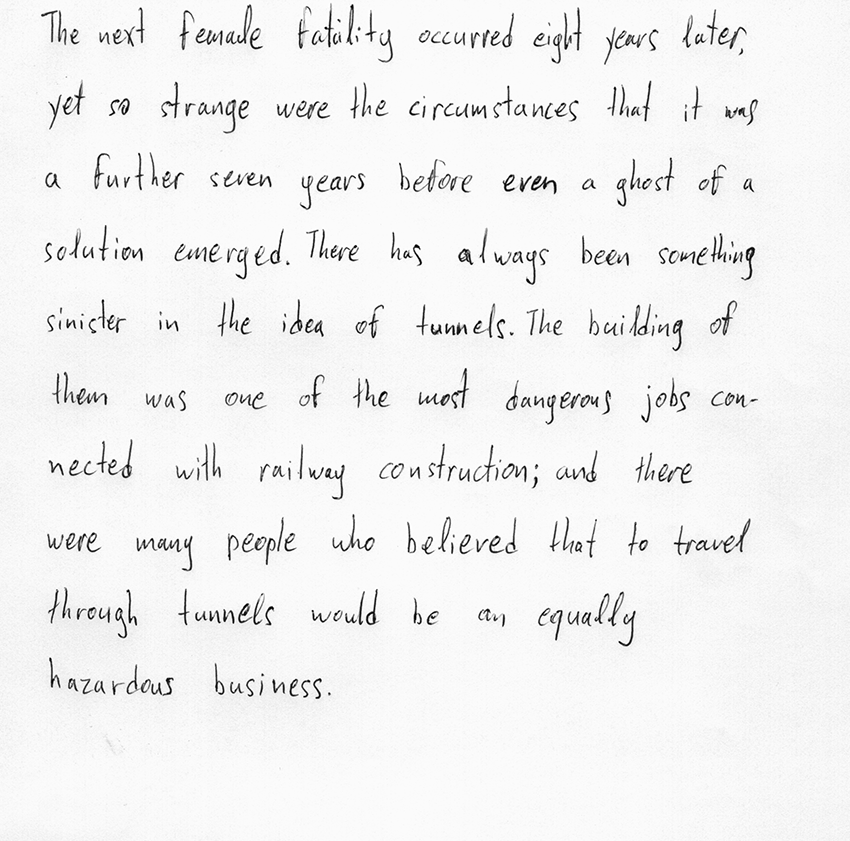 The next female fatality occurred eight years later,
yet so strange were the circumstances that it was
a further seven years before even a ghost of a
solution emerged. There has always been something
sinister in the idea of tunnels. The building of
them was one of the most dangerous jobs con-
nected with railway construction; and there
were many people who believed that to travel
through tunnels would be an equally
hazardous business.